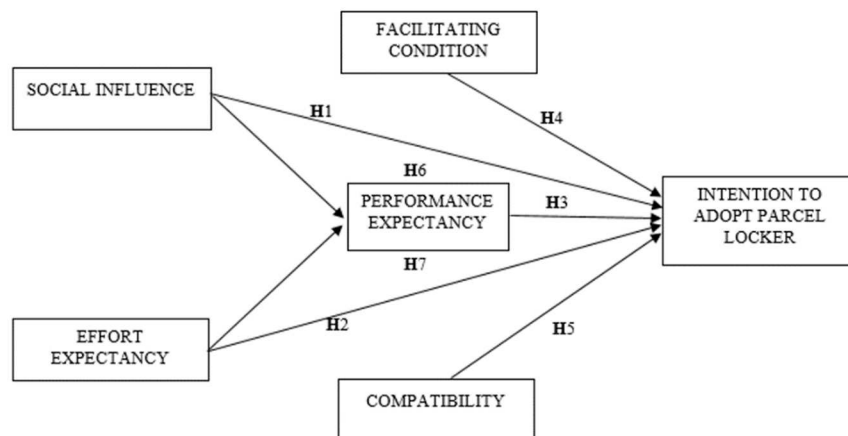 FACILITATING
CONDITION
SOCIAL INFLUENCE
H1
H4
H6
PERFORMANCE
EXPECTANCY
H3
INTENTION TO
ADOPT PARCEL
LOCKER
H7
H2
H5
EFFORT
EXPECTANCY
COMPATIBILITY